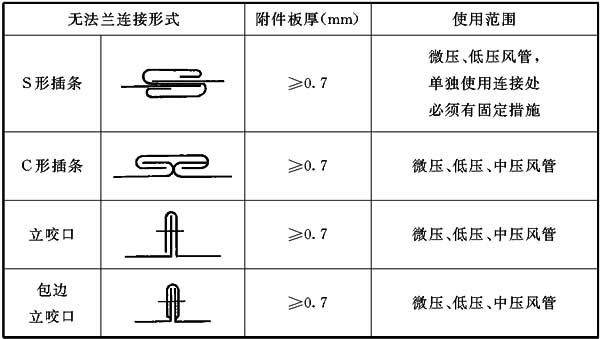 无法兰连接形式 附件板厚(mm) 使用范围
S形插条 ≥0.7 微压、低压风管,
单独使用连接处
必须有固定措施
C形插条 ≥0.7 微压、低压、中压风管
立咬口 ≥0.7 微压、低压、中压风管
包边
立咬口 ≥0.7 微压、低压、中压风管